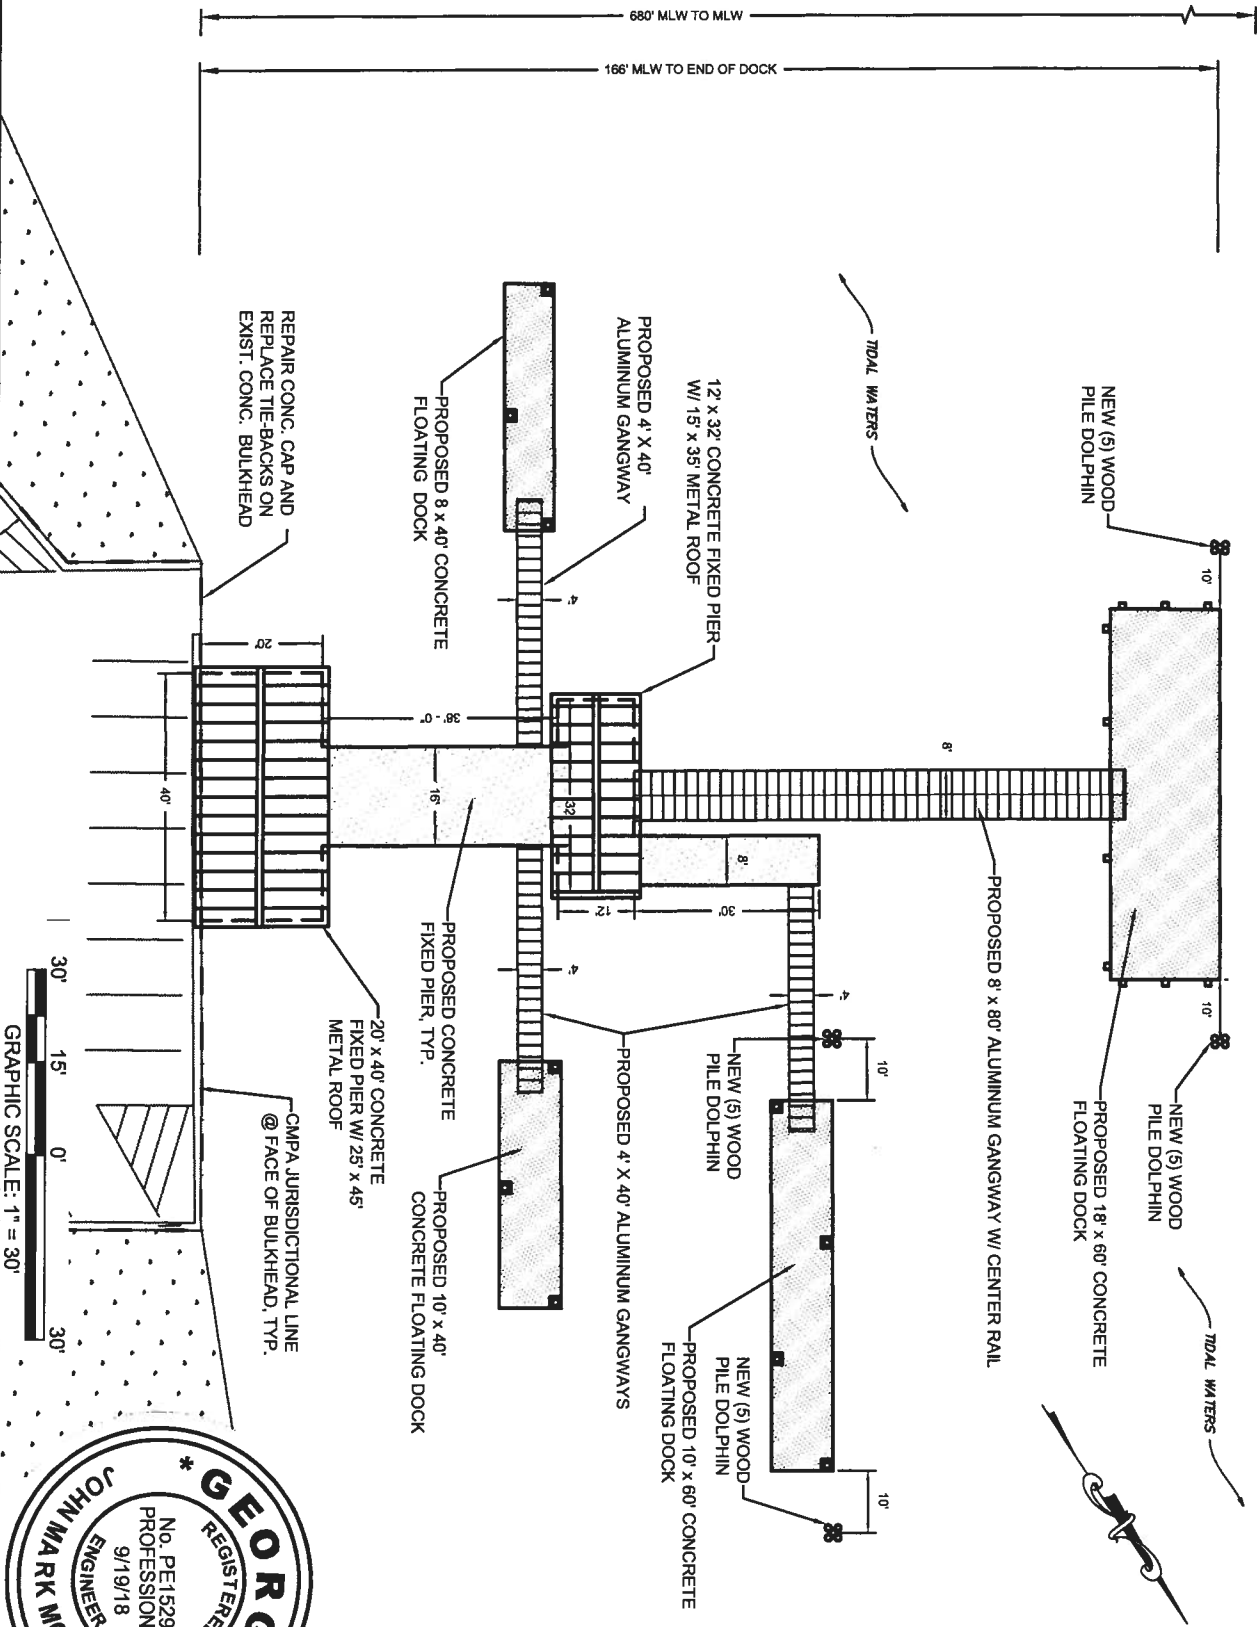 680' MLW TO MLW
166' MLW TO END OF DOCK
TIDAL WATERS
NEW (5) WOOD
PILE DOLPHIN
10'
10'
NEW (5) WOOD
PILE DOLPHIN
TIDAL WATERS
PROPOSED 18' x 60' CONCRETE
FLOATING DOCK
8'
PROPOSED 8' x 80' ALUMINUM GANGWAY W/ CENTER RAIL
12' x 32' CONCRETE FIXED PIER
W/ 15' x 35' METAL ROOF
PROPOSED 4' X 40'
ALUMINUM GANGWAY
PROPOSED 8 x 40' CONCRETE
FLOATING DOCK
REPAIR CONC. CAP AND
REPLACE TIE-BACKS ON
EXIST. CONC. BULKHEAD
4'
20'
38' - 0"
32'
16'
40'
8'
12'
30'
4'
4'
10'
NEW (5) WOOD
PILE DOLPHIN
PROPOSED 4' X 40' ALUMINUM GANGWAYS
10'
NEW (5) WOOD
PILE DOLPHIN
PROPOSED 10' x 60' CONCRETE
FLOATING DOCK
PROPOSED CONCRETE
FIXED PIER, TYP.
PROPOSED 10' x 40'
CONCRETE FLOATING DOCK
20' x 40' CONCRETE
FIXED PIER W/ 25' x 45'
METAL ROOF
CMPA JURISDICTIONAL LINE
@ FACE OF BULKHEAD, TYP.
30' 15' 0' 30'
GRAPHIC SCALE: 1" = 30'
* GEORG
REGISTERE
No. PE1529
PROFESSION
9/19/18
ENGINEER
JOHN MARK